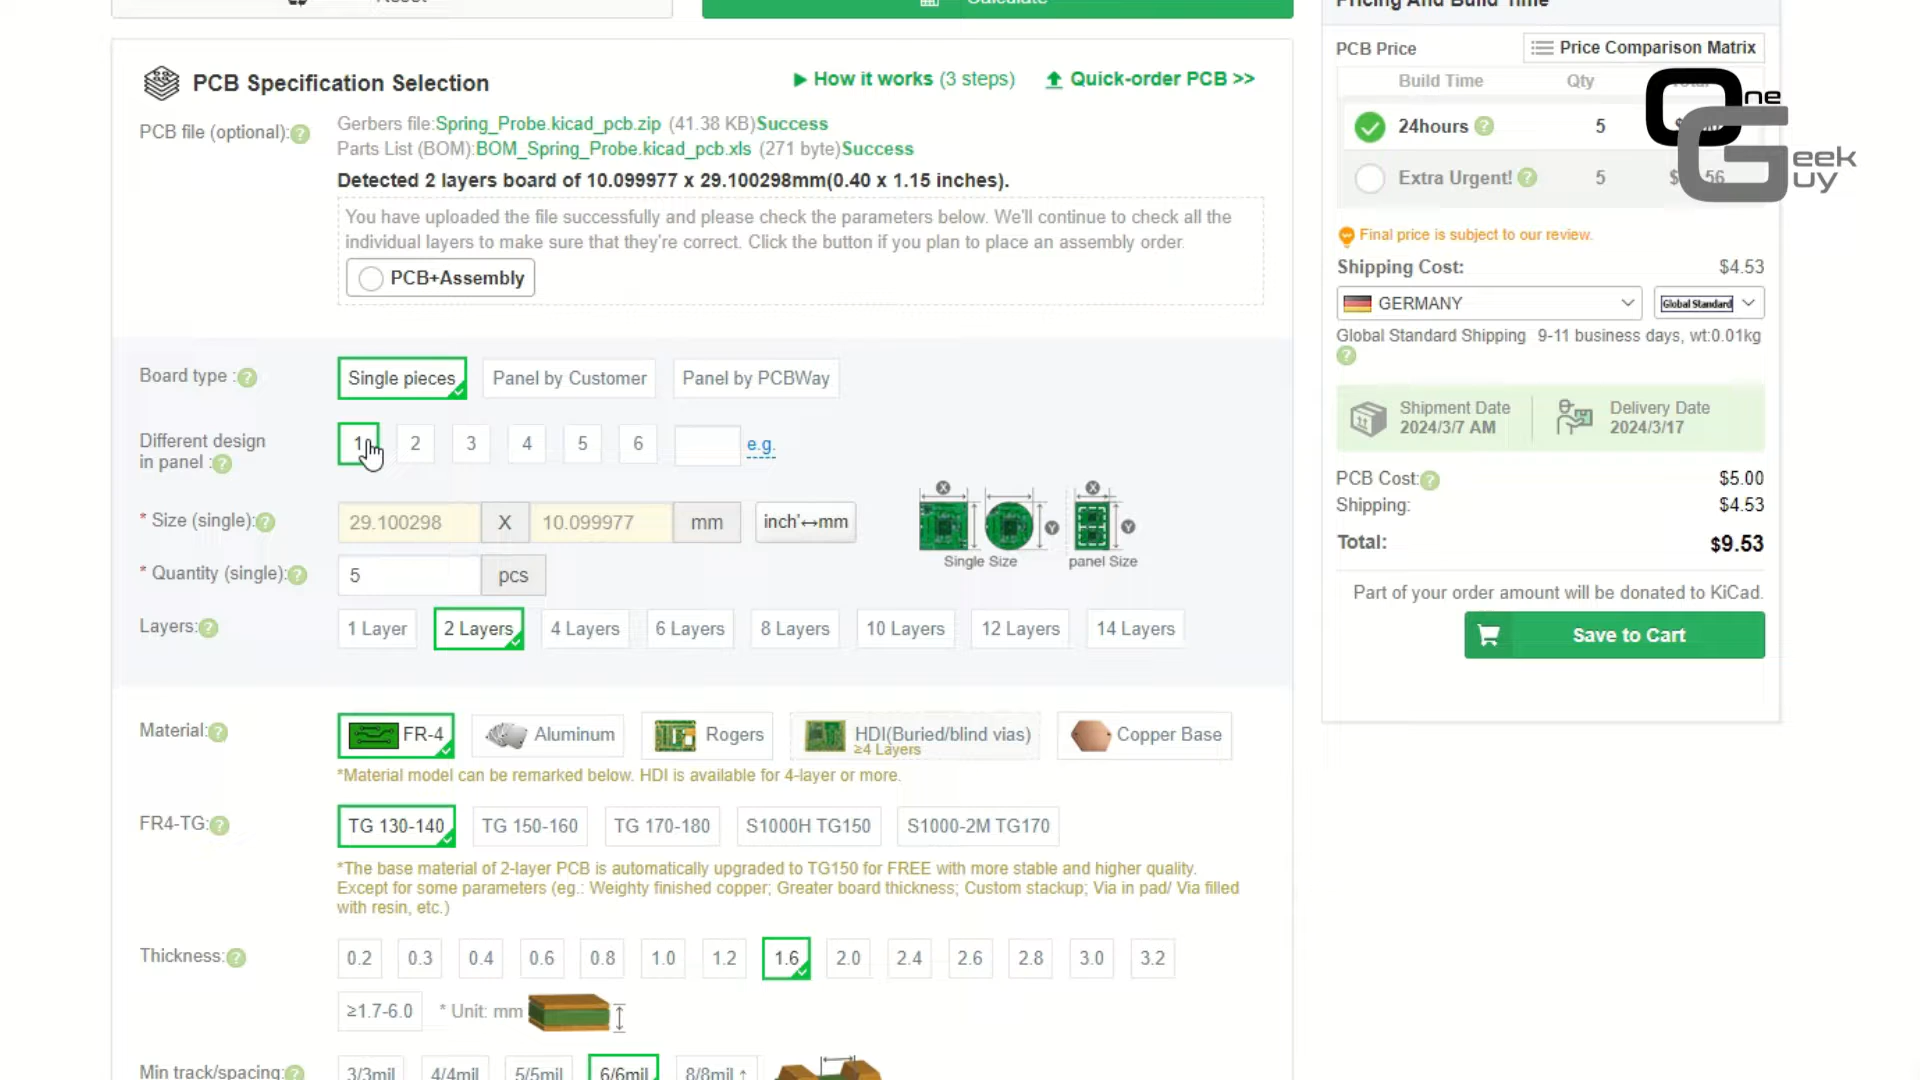 Pricing And Build Time
PCB Specification Selection
How it works (3 steps)
Quick-order PCB >>
PCB file (optional):
Gerbers file:Spring_Probe.kicad_pcb.zip (41.38 KB)Success
Parts List (BOM):BOM_Spring_Probe.kicad_pcb.xls (271 byte)Success
Detected 2 layers board of 10.099977 x 29.100298mm(0.40 x 1.15 inches).
You have uploaded the file successfully and please check the parameters below. We'll continue to check all the
individual layers to make sure that they're correct. Click the button if you plan to place an assembly order.
PCB+Assembly
Board type :
Single pieces
Panel by Customer
Panel by PCBWay
Different design
in panel :
1
2
3
4
5
6
e.g.
* Size (single):
29.100298
X
10.099977
mm
inch'↔mm
X
X
Y
Y
Single Size
panel Size
* Quantity (single):
5
pcs
Layers:
1 Layer
2 Layers
4 Layers
6 Layers
8 Layers
10 Layers
12 Layers
14 Layers
Material:
FR-4
Aluminum
Rogers
HDI(Buried/blind vias)
≥4 Layers
Copper Base
*Material model can be remarked below. HDI is available for 4-layer or more.
FR4-TG:
TG 130-140
TG 150-160
TG 170-180
S1000H TG150
S1000-2M TG170
*The base material of 2-layer PCB is automatically upgraded to TG150 for FREE with more stable and higher quality.
Except for some parameters (eg.: Weighty finished copper; Greater board thickness; Custom stackup; Via in pad/ Via filled
with resin, etc.)
Thickness:
0.2
0.3
0.4
0.6
0.8
1.0
1.2
1.6
2.0
2.4
2.6
2.8
3.0
3.2
≥1.7-6.0
* Unit: mm
Min track/spacing:
3/3mil
4/4mil
5/5mil
6/6mil
8/8mil ↑
PCB Price
Price Comparison Matrix
Build Time
Qty
24hours
5
Extra Urgent!
5
One
Geek
Guy
Final price is subject to our review.
Shipping Cost:
$4.53
GERMANY
Global Standard
Global Standard Shipping 9-11 business days, wt:0.01kg
Shipment Date
2024/3/7 AM
Delivery Date
2024/3/17
PCB Cost:
$5.00
Shipping:
$4.53
Total:
$9.53
Part of your order amount will be donated to KiCad.
Save to Cart